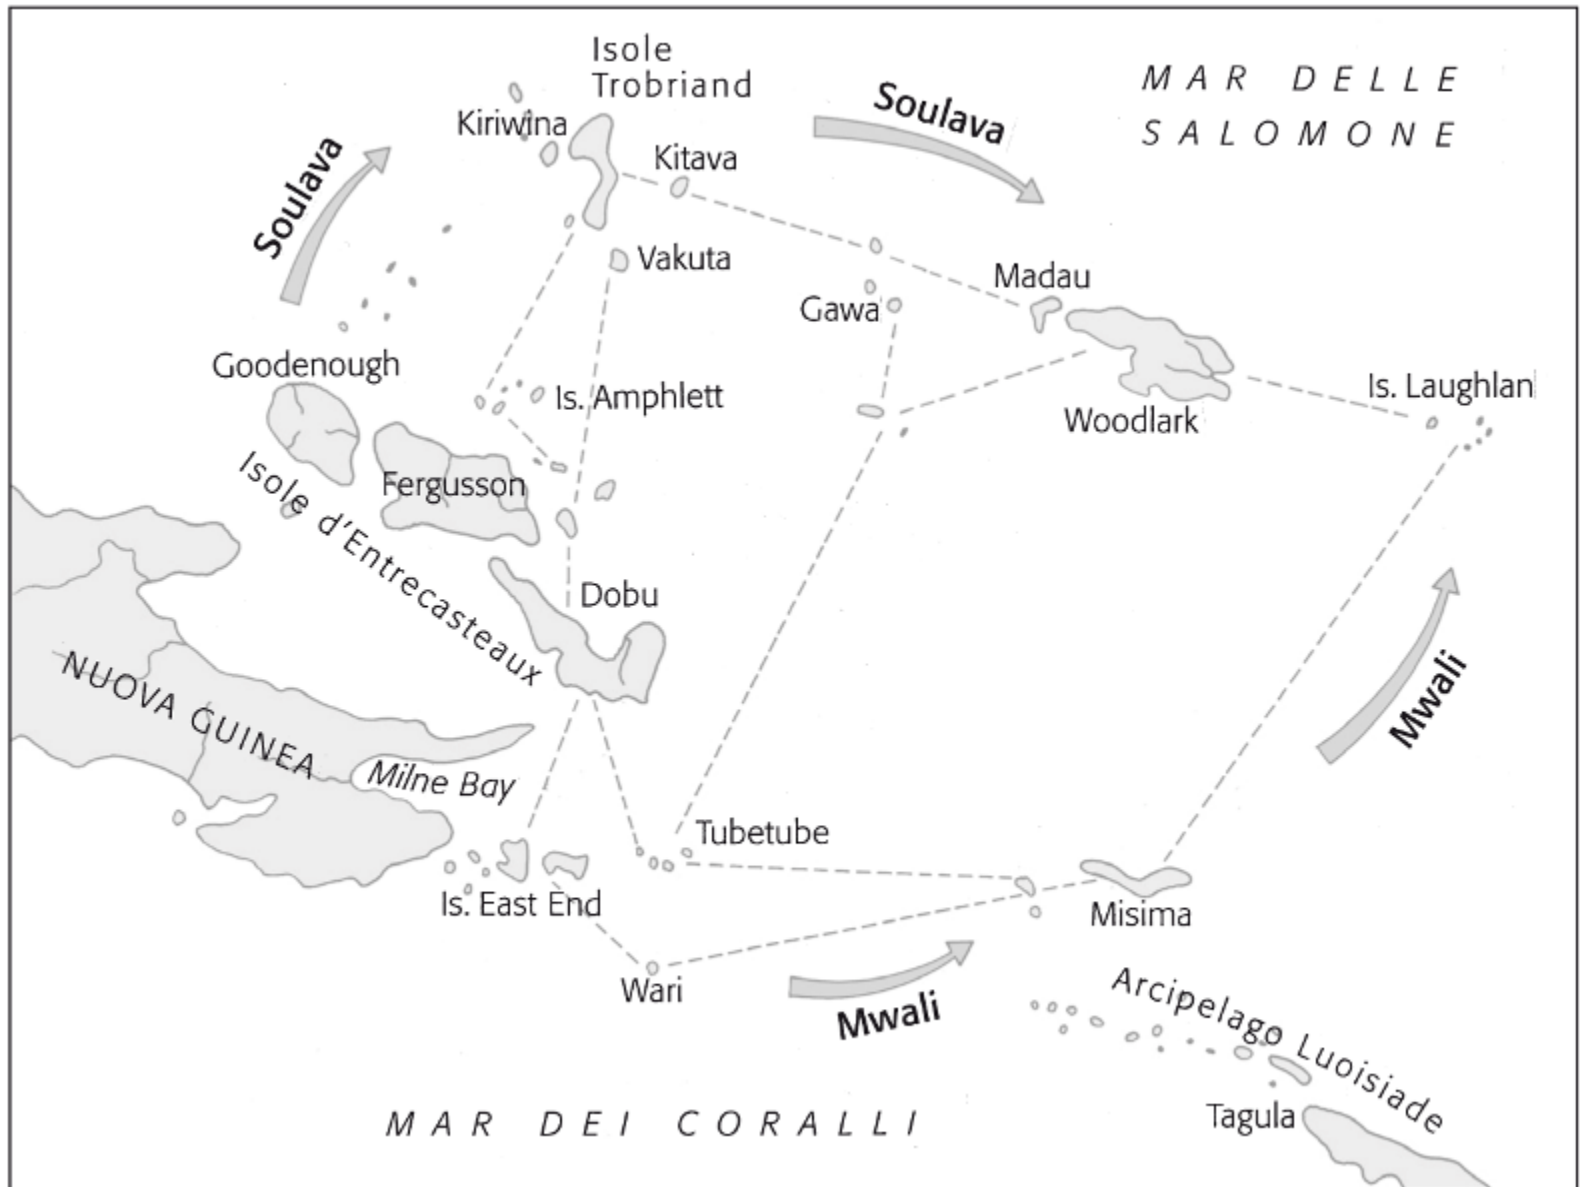 Isole
Trobriand
MAR DELLE
SALOMONE
Soulava
Kiriwina
Soulava
Kitava
Vakuta
Madau
Gawa
Goodenough
Is. Amphlett
Is. Laughlan
Woodlark
Fergusson
Isole d'Entrecasteaux
Dobu
NUOVA GUINEA
Mwali
Milne Bay
Tubetube
Is. East End
Misima
Wari
Mwali
Arcipelago Luoisiade
Tagula
MAR DEI CORALLI